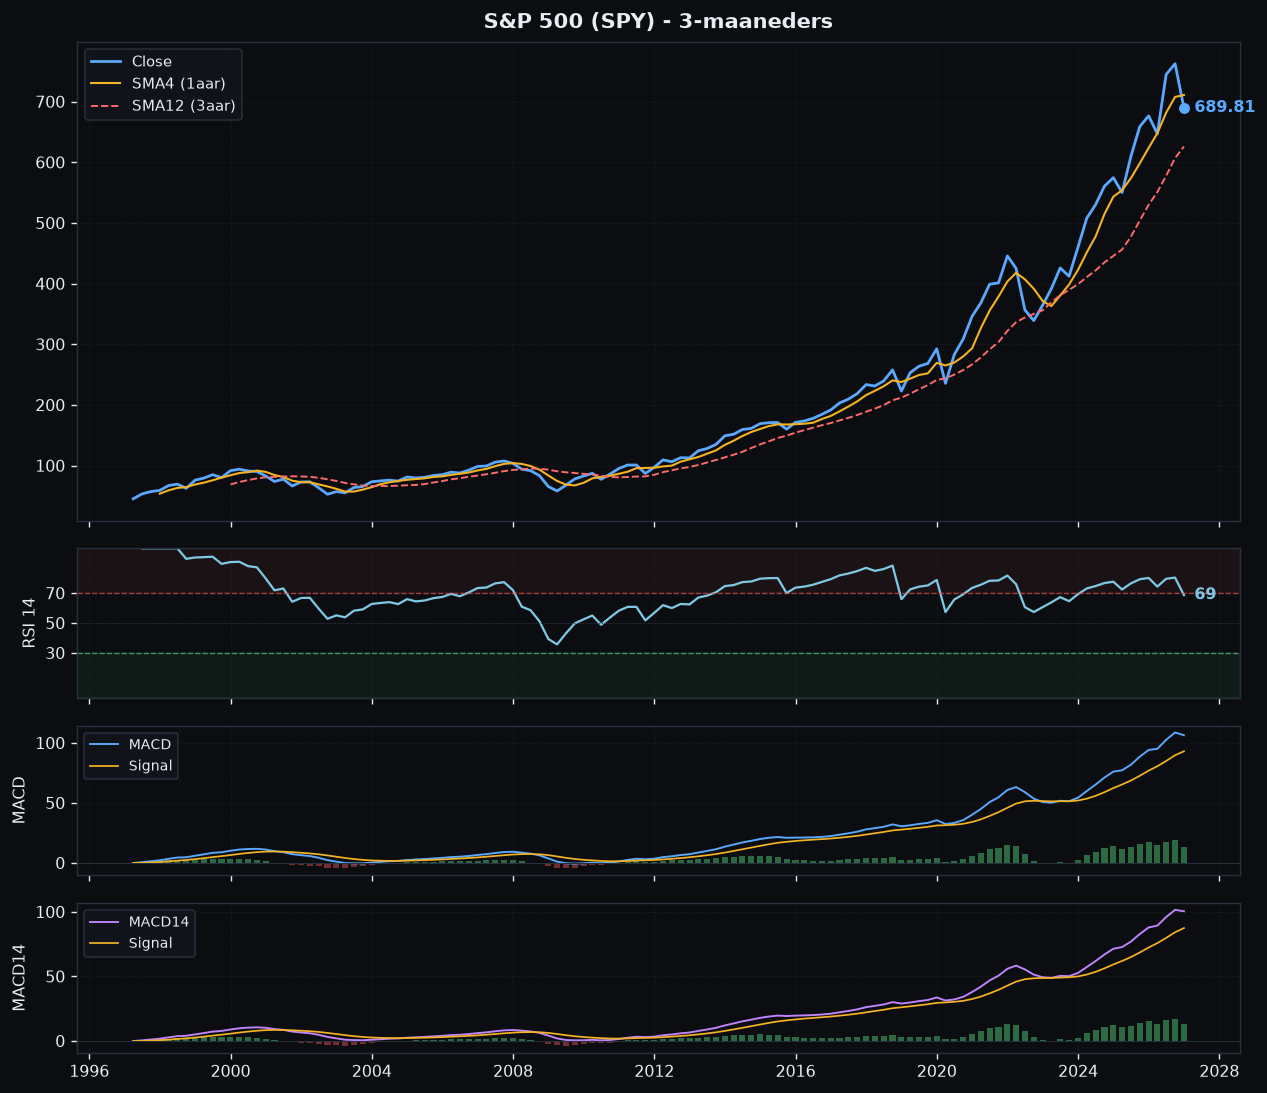 S&P 500 (SPY) - 3-maaneders
Close
SMA4 (1aar)
SMA12 (3aar)
700
600
500
400
300
200
100
689.81
RSI 14
70
50
30
69
MACD
MACD
Signal
100
50
0
MACD14
MACD14
Signal
100
50
0
1996 2000 2004 2008 2012 2016 2020 2024 2028